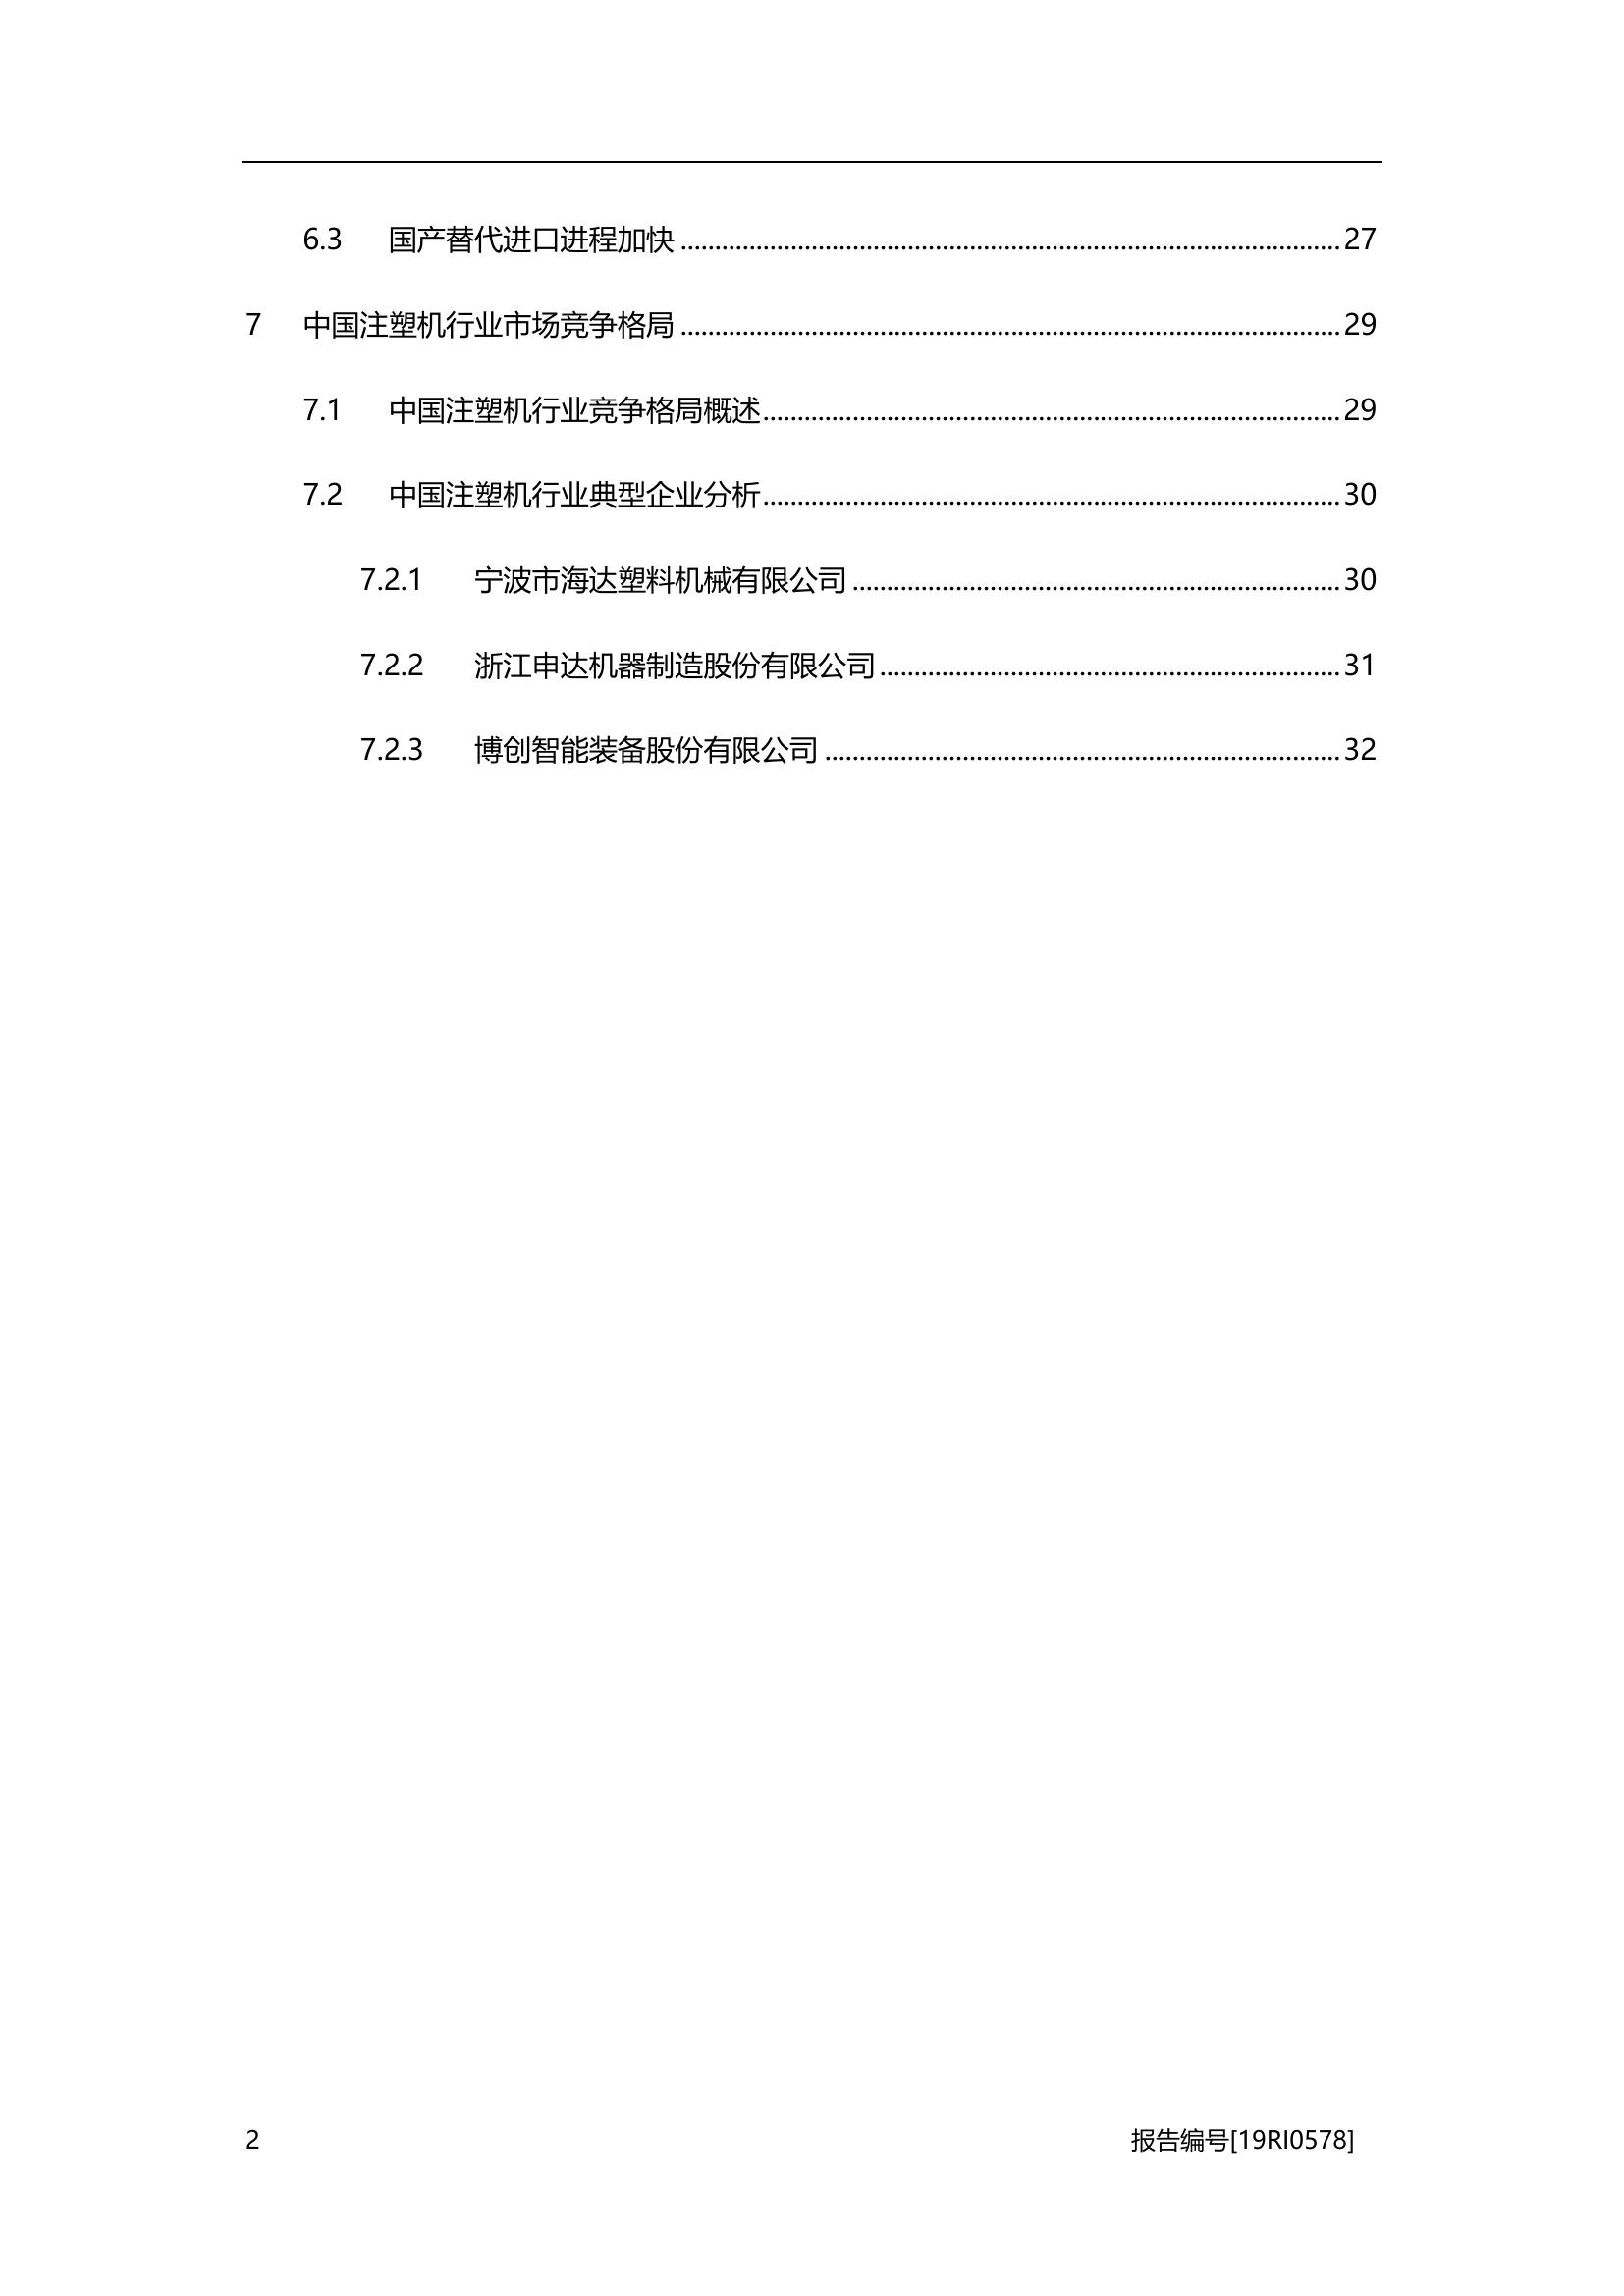 6.3 国产替代进口进程加快 ........................................ 27
7 中国注塑机行业市场竞争格局 ........................................ 29
7.1 中国注塑机行业竞争格局概述 ........................................ 29
7.2 中国注塑机行业典型企业分析 ........................................ 30
7.2.1 宁波市海达塑料机械有限公司 ........................................ 30
7.2.2 浙江申达机器制造股份有限公司 ........................................ 31
7.2.3 博创智能装备股份有限公司 ........................................ 32
2 报告编号[19RI0578]